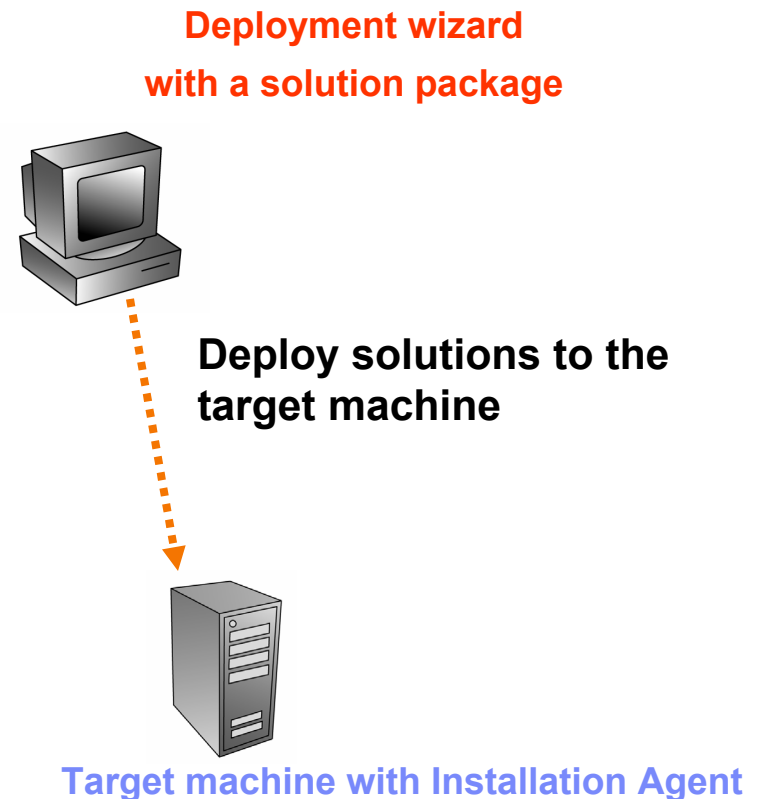 Deployment wizard
with a solution package
Deploy solutions to the
target machine
Target machine with Installation Agent